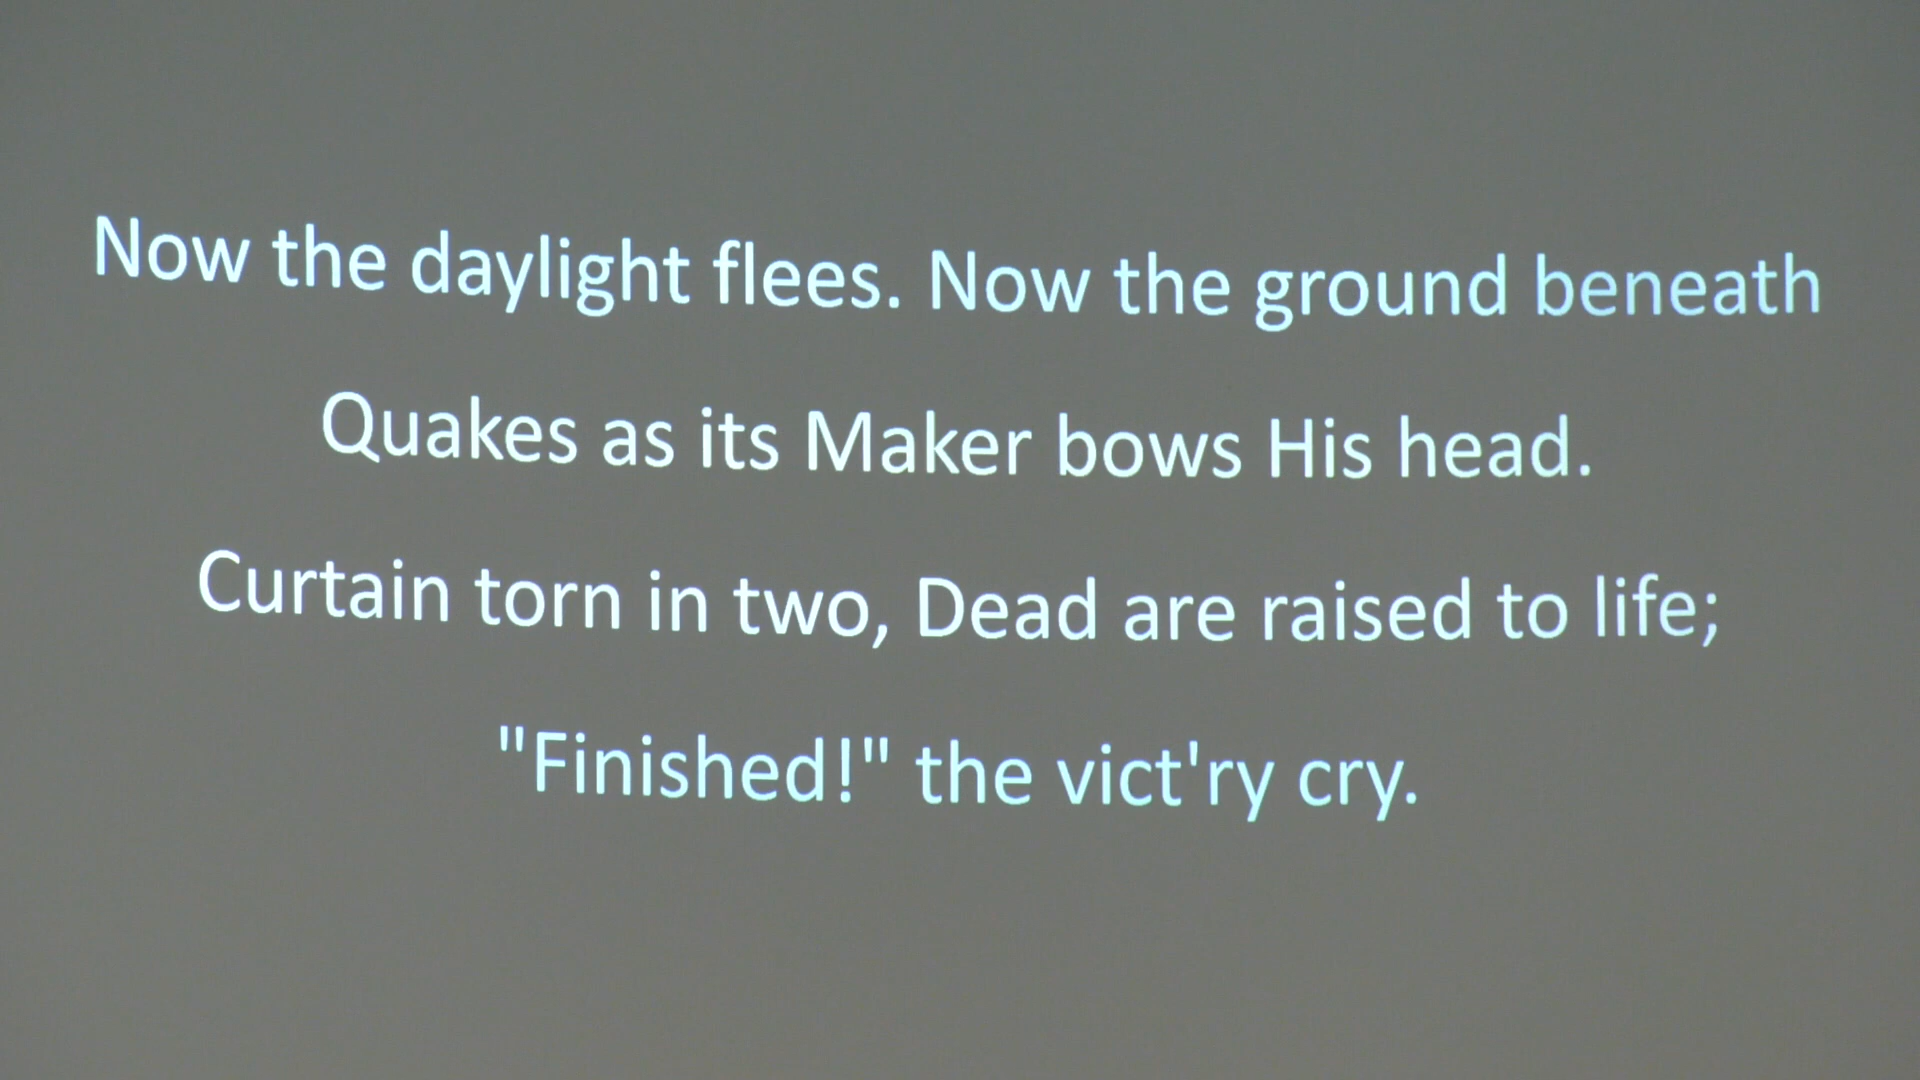 Now the daylight flees. Now the ground beneath
Quakes as its Maker bows His head.
Curtain torn in two, Dead are raised to life;
"Finished!" the vict'ry cry.